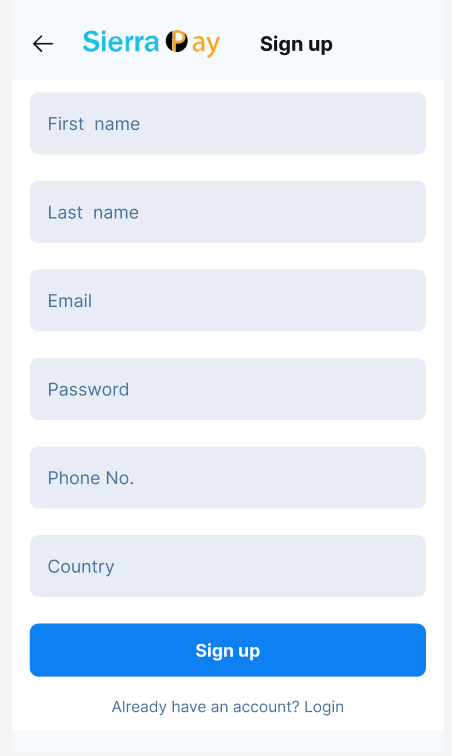 Sierra Pay Sign up
First name
Last name
Email
Password
Phone No.
Country
Sign up
Already have an account? Login